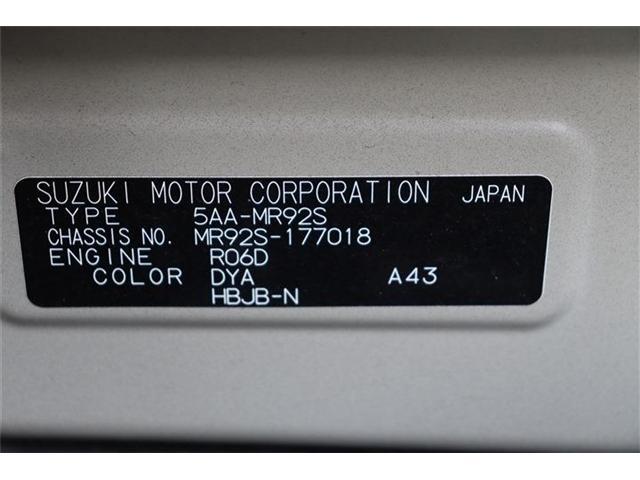 SUZUKI MOTOR CORPORATION JAPAN
TYPE 5AA-MR92S
CHASSIS NO. MR92S-177018
ENGINE R06D
COLOR DYA A43
HBJB-N